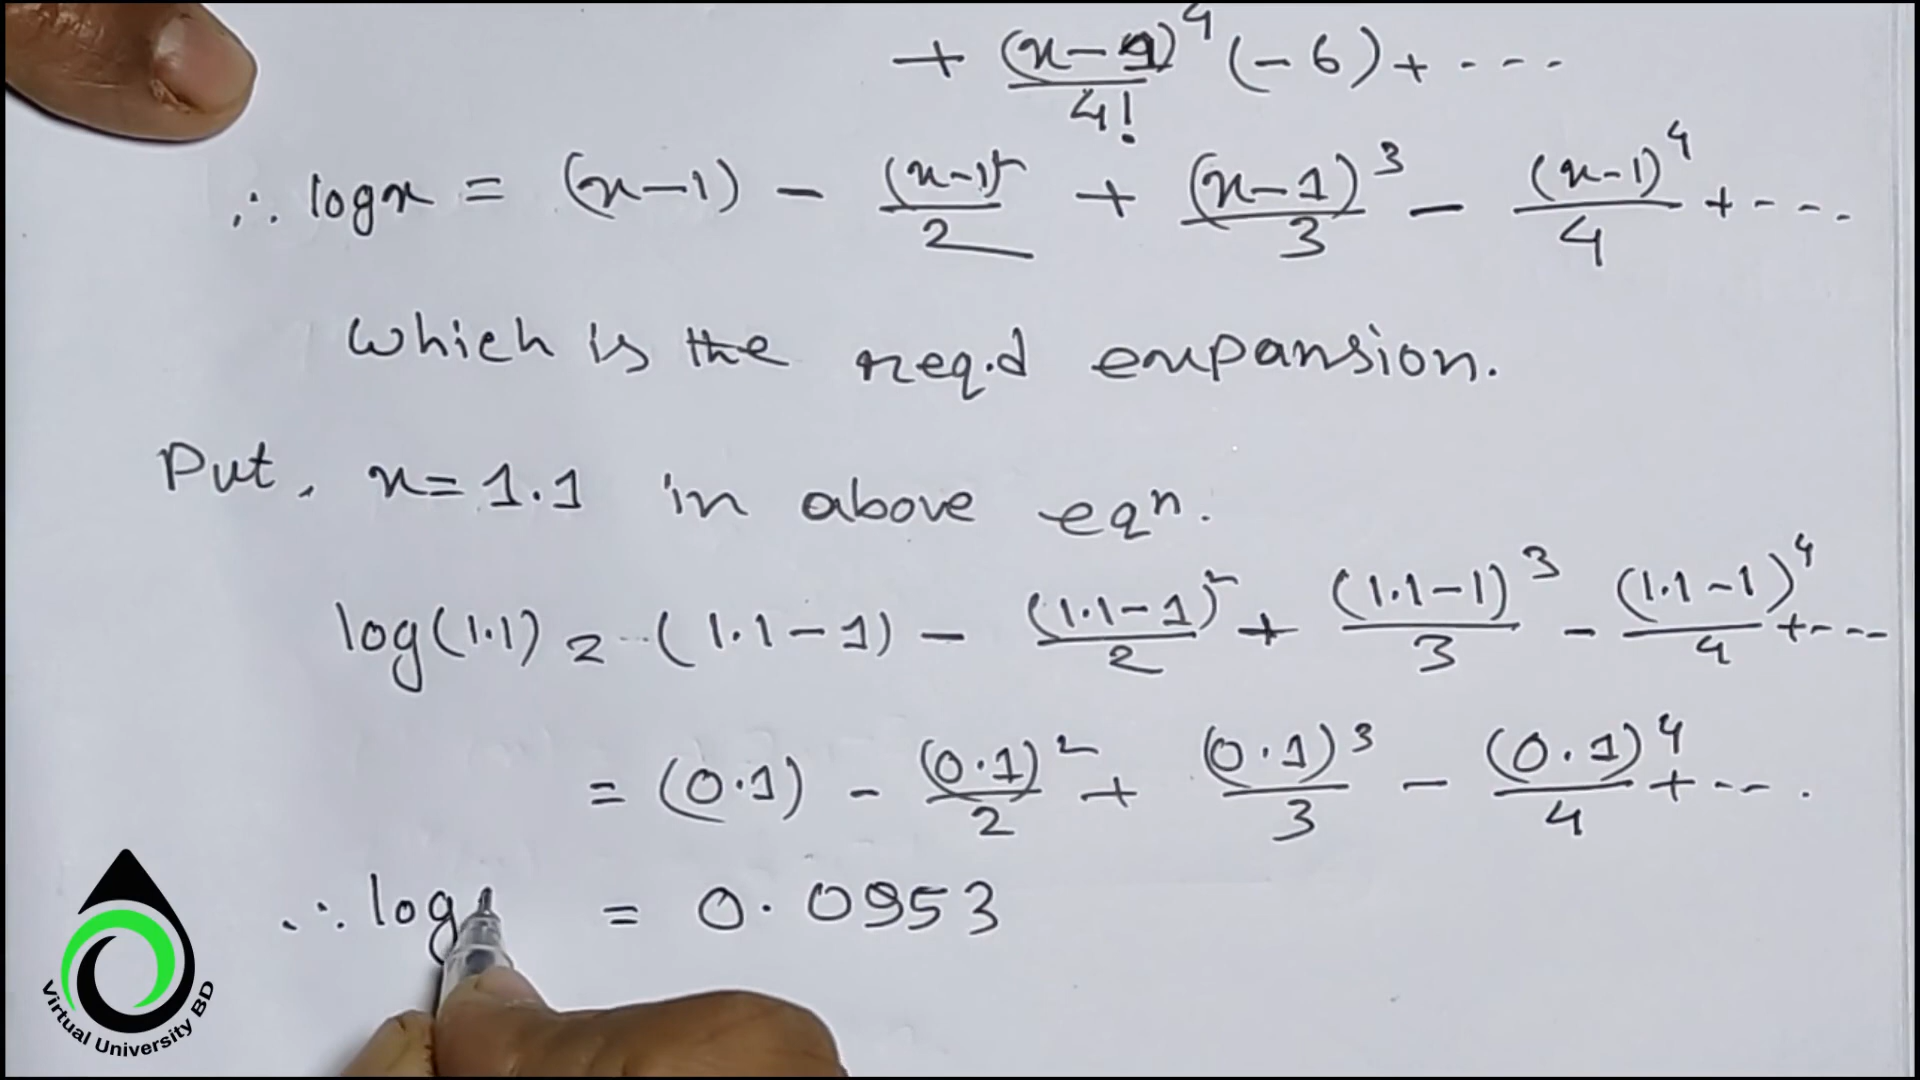 + (x-1)⁴/4! (-6) + ----
∴ logx = (x-1) - (x-1)²/2 + (x-1)³/3 - (x-1)⁴/4 + ----
which is the req.d expansion.
Put, x=1.1 in above eqⁿ.
log(1.1) = (1.1-1) - (1.1-1)²/2 + (1.1-1)³/3 - (1.1-1)⁴/4 + ----
= (0.1) - (0.1)²/2 + (0.1)³/3 - (0.1)⁴/4 + ----
∴ log = 0.0953
Virtual University BD